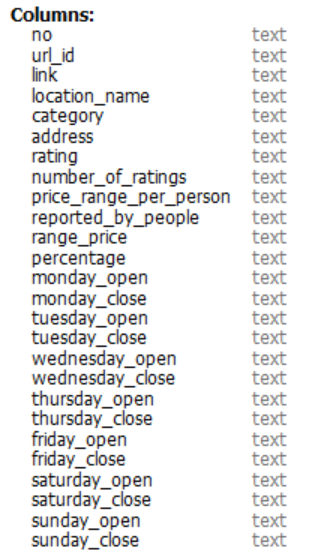 Columns:
no text
url_id text
link text
location_name text
category text
address text
rating text
number_of_ratings text
price_range_per_person text
reported_by_people text
range_price text
percentage text
monday_open text
monday_close text
tuesday_open text
tuesday_close text
wednesday_open text
wednesday_close text
thursday_open text
thursday_close text
friday_open text
friday_close text
saturday_open text
saturday_close text
sunday_open text
sunday_close text